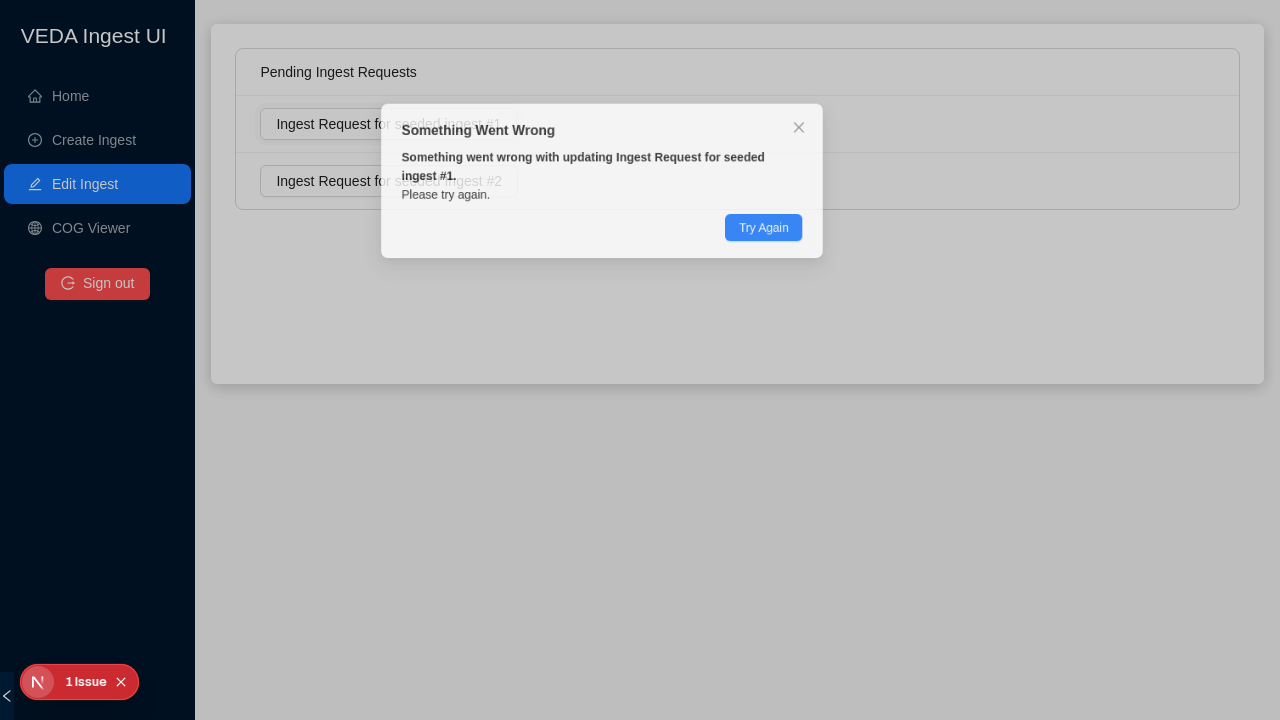 VEDA Ingest UI
Home
Create Ingest
Edit Ingest
COG Viewer
Sign out
Pending Ingest Requests
Ingest Request for seeded ingest #1
Ingest Request for seeded ingest #2
Something Went Wrong
Something went wrong with updating Ingest Request for seeded
ingest #1.
Please try again.
Try Again
1 Issue